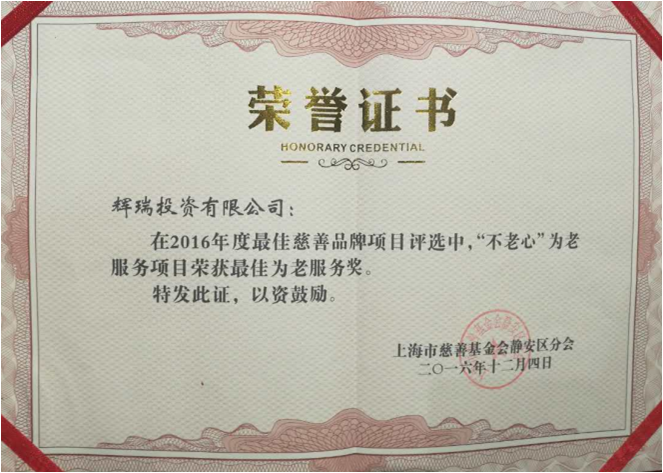 荣誉证书
HONORARY CREDENTIAL
辉瑞投资有限公司：
在2016年度最佳慈善品牌项目评选中，“不老心”为老
服务项目荣获最佳为老服务奖。
特发此证，以资鼓励。
上海市慈善基金会静安区分会
二〇一六年十二月四日